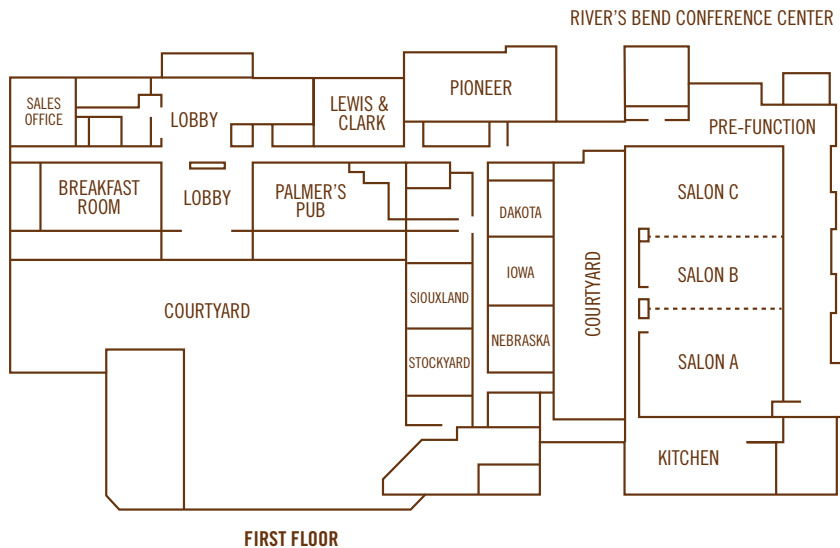 RIVER'S BEND CONFERENCE CENTER
SALES
OFFICE
LOBBY
LEWIS &
CLARK
PIONEER
PRE-FUNCTION
BREAKFAST
ROOM
LOBBY
PALMER'S
PUB
DAKOTA
SALON C
IOWA
SALON B
SIOUXLAND
COURTYARD
COURTYARD
NEBRASKA
STOCKYARD
SALON A
KITCHEN
FIRST FLOOR